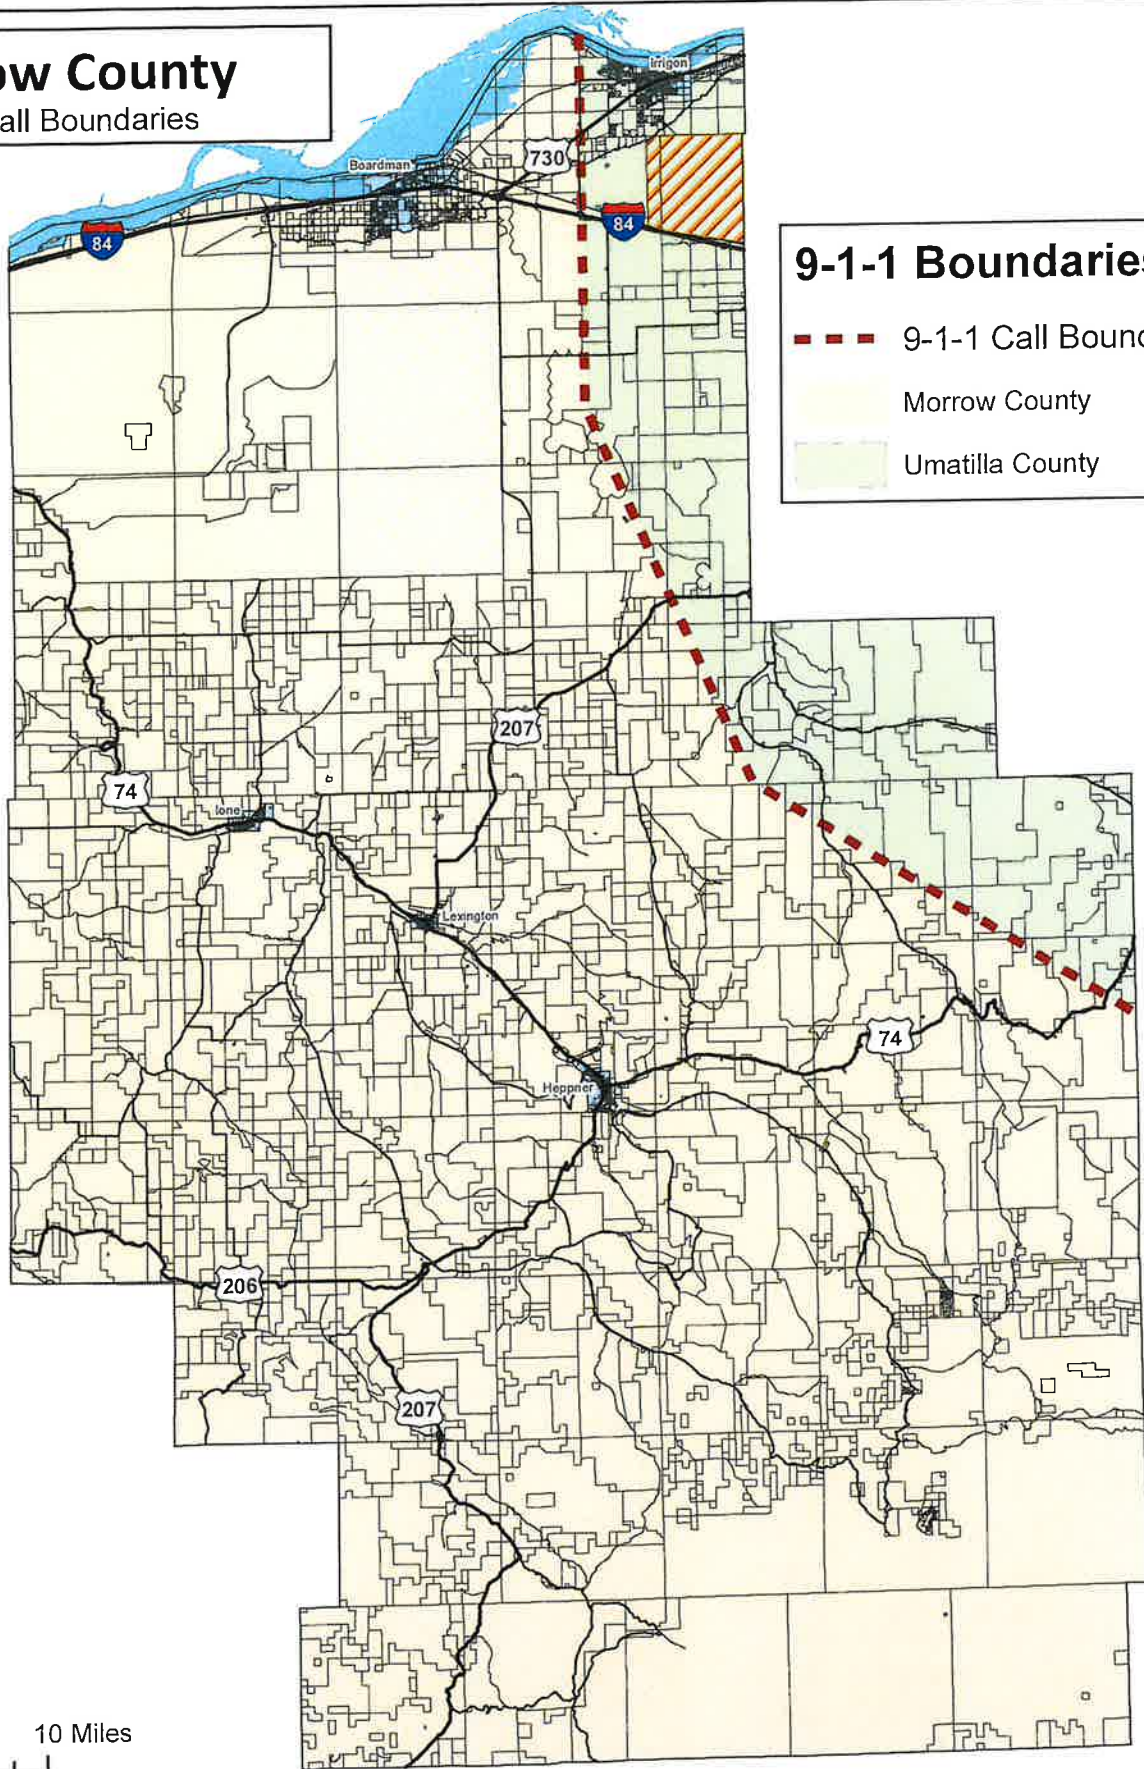 ow County
all Boundaries
Irrigon
730
Boardman
84
84
9-1-1 Boundaries
9-1-1 Call Bound
Morrow County
Umatilla County
207
74
Ione
Lexington
74
Heppner
206
207
10 Miles